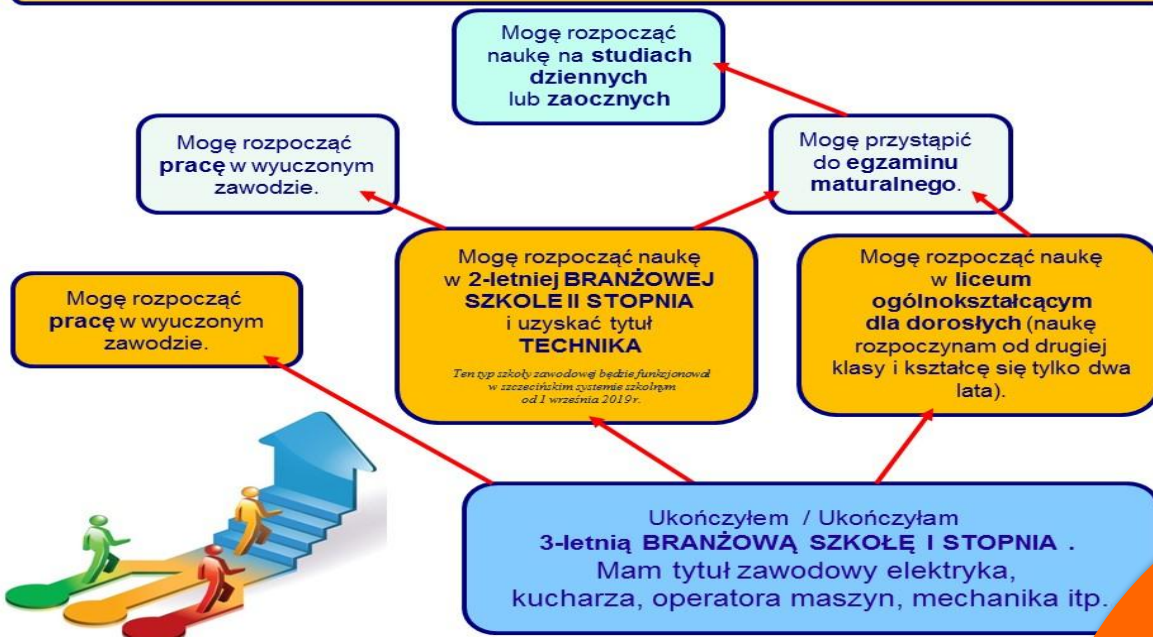 Mogę rozpocząć
naukę na studiach
dziennych
lub zaocznych
Mogę rozpocząć
pracę w wyuczonym
zawodzie.
Mogę przystąpić
do egzaminu
maturalnego.
Mogę rozpocząć
pracę w wyuczonym
zawodzie.
Mogę rozpocząć naukę
w 2-letniej BRANŻOWEJ
SZKOLE II STOPNIA
i uzyskać tytuł
TECHNIKA
Ten typ szkoły zawodowej będzie funkcjonował
w szczecińskim systemie szkolnym
od 1 września 2019 r.
Mogę rozpocząć naukę
w liceum
ogólnokształcącym
dla dorosłych (naukę
rozpoczynam od drugiej
klasy i kształcę się tylko dwa
lata).
Ukończyłem / Ukończyłam
3-letnią BRANŻOWĄ SZKOŁĘ I STOPNIA .
Mam tytuł zawodowy elektryka,
kucharza, operatora maszyn, mechanika itp.